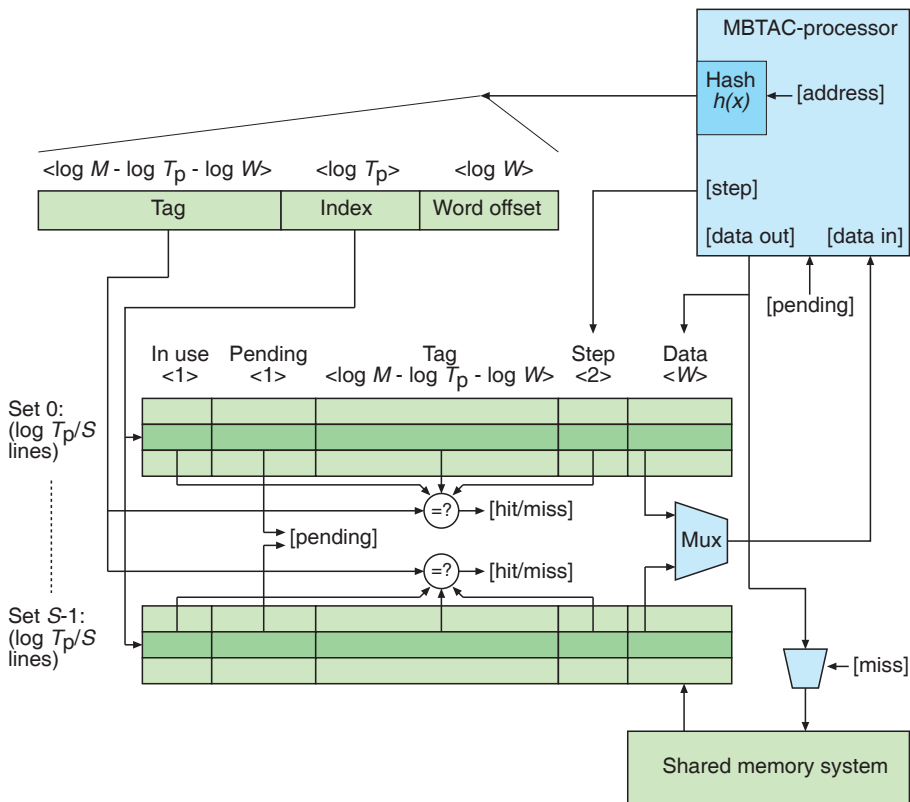 MBTAC-processor
Hash
h(x)
[address]
[step]
[data out]
[data in]
[pending]
<log M - log Tp - log W>
<log Tp>
<log W>
Tag
Index
Word offset
In use
<1>
Pending
<1>
Tag
<log M - log Tp - log W>
Step
<2>
Data
<W>
Set 0:
(log Tp/S
lines)
=?
[hit/miss]
[pending]
Mux
=?
[hit/miss]
Set S-1:
(log Tp/S
lines)
[miss]
Shared memory system